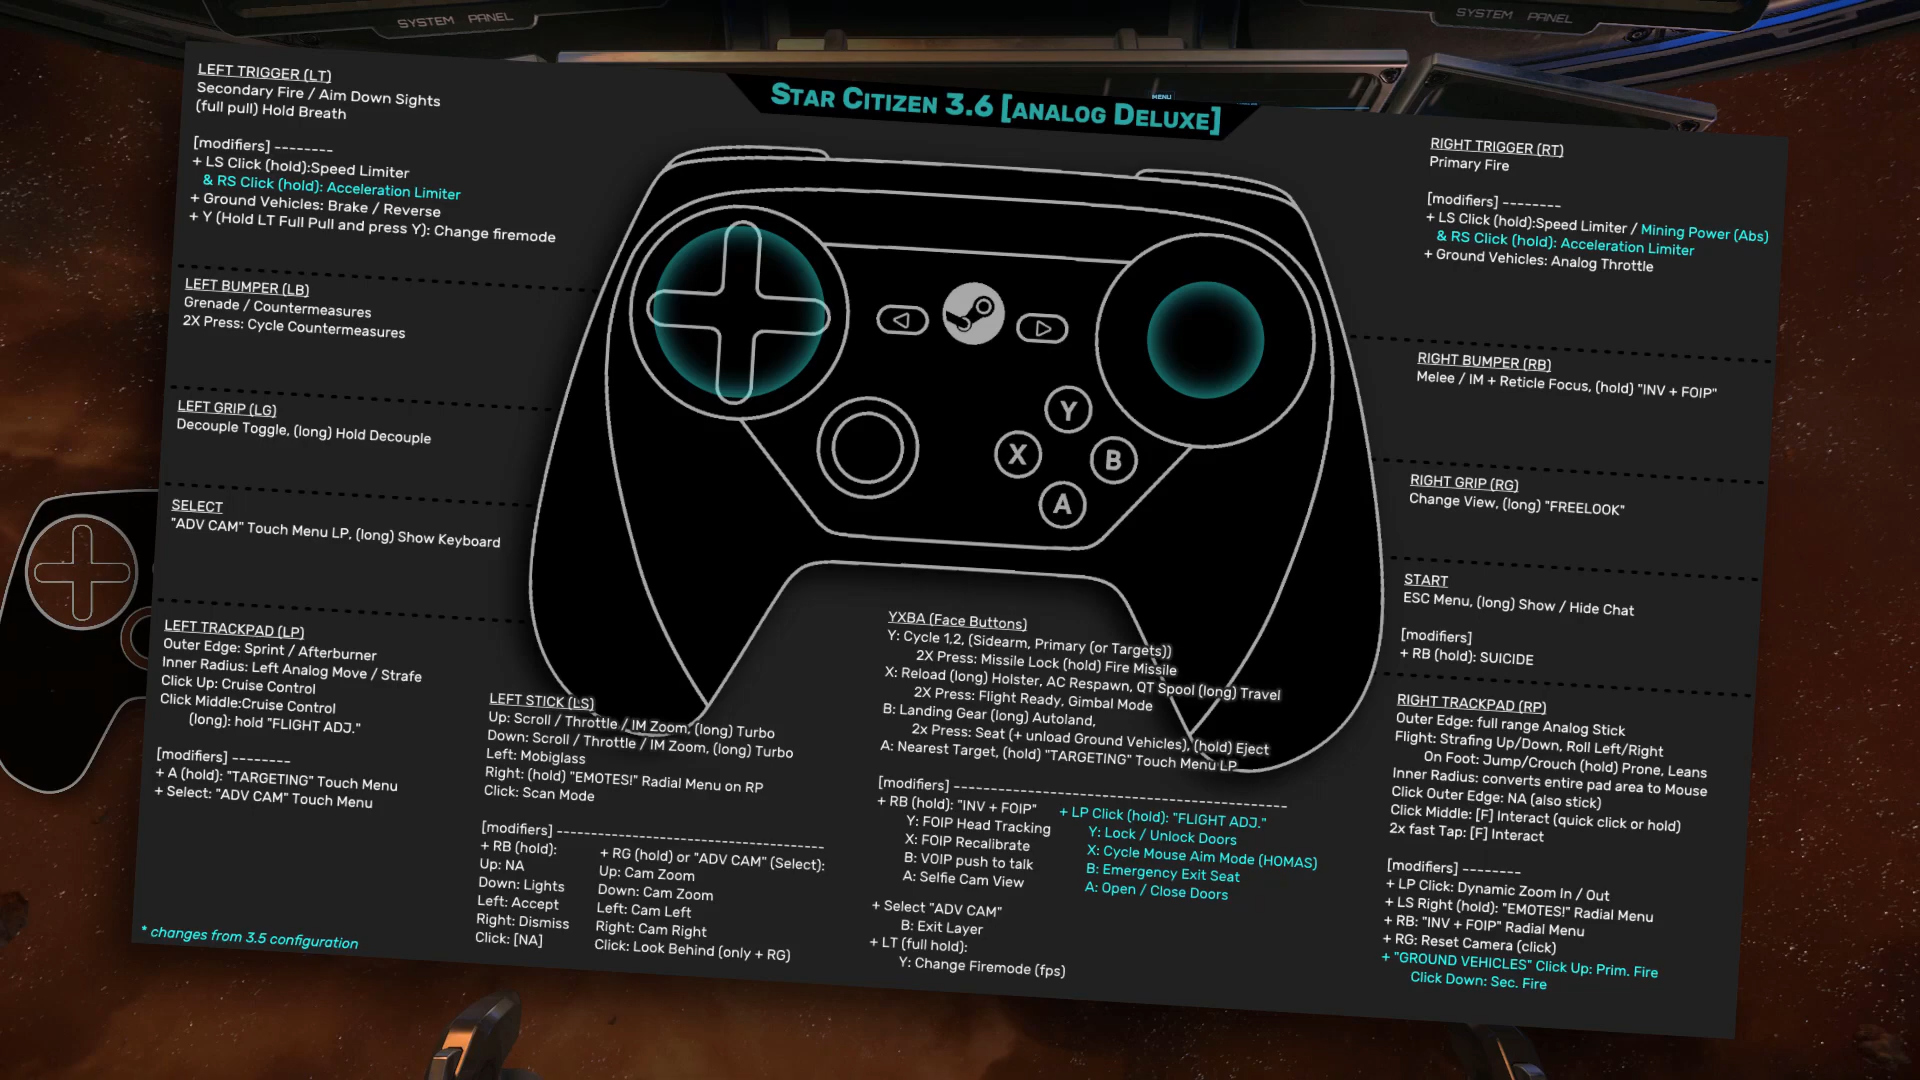 SYSTEM PANEL
SYSTEM PANEL
MENU
STAR CITIZEN 3.6 [ANALOG DELUXE]
LEFT TRIGGER (LT)
Secondary Fire / Aim Down Sights
(full pull) Hold Breath
[modifiers] --------
+ LS Click (hold):Speed Limiter
& RS Click (hold): Acceleration Limiter
+ Ground Vehicles: Brake / Reverse
+ Y (Hold LT Full Pull and press Y): Change firemode
LEFT BUMPER (LB)
Grenade / Countermeasures
2X Press: Cycle Countermeasures
LEFT GRIP (LG)
Decouple Toggle, (long) Hold Decouple
SELECT
"ADV CAM" Touch Menu LP, (long) Show Keyboard
LEFT TRACKPAD (LP)
Outer Edge: Sprint / Afterburner
Inner Radius: Left Analog Move / Strafe
Click Up: Cruise Control
Click Middle:Cruise Control
(long): hold "FLIGHT ADJ."
[modifiers] --------
+ A (hold): "TARGETING" Touch Menu
+ Select: "ADV CAM" Touch Menu
* changes from 3.5 configuration
LEFT STICK (LS)
Up: Scroll / Throttle / IM Zoom, (long) Turbo
Down: Scroll / Throttle / IM Zoom, (long) Turbo
Left: Mobiglass
Right: (hold) "EMOTES!" Radial Menu on RP
Click: Scan Mode
[modifiers] ---------------------------------------
+ RB (hold):
Up: NA
Down: Lights
Left: Accept
Right: Dismiss
Click: [NA]
+ RG (hold) or "ADV CAM" (Select):
Up: Cam Zoom
Down: Cam Zoom
Left: Cam Left
Right: Cam Right
Click: Look Behind (only + RG)
Y
X
B
A
YXBA (Face Buttons)
Y: Cycle 1,2, (Sidearm, Primary (or Targets))
2X Press: Missile Lock (hold) Fire Missile
X: Reload (long) Holster, AC Respawn, QT Spool (long) Travel
2X Press: Flight Ready, Gimbal Mode
B: Landing Gear (long) Autoland,
2x Press: Seat (+ unload Ground Vehicles), (hold) Eject
A: Nearest Target, (hold) "TARGETING" Touch Menu LP
[modifiers] -------------------------------------------------
+ RB (hold): "INV + FOIP"
Y: FOIP Head Tracking
X: FOIP Recalibrate
B: VOIP push to talk
A: Selfie Cam View
+ Select "ADV CAM"
B: Exit Layer
+ LT (full hold):
Y: Change Firemode (fps)
+ LP Click (hold): "FLIGHT ADJ."
Y: Lock / Unlock Doors
X: Cycle Mouse Aim Mode (HOMAS)
B: Emergency Exit Seat
A: Open / Close Doors
RIGHT TRIGGER (RT)
Primary Fire
[modifiers] --------
+ LS Click (hold):Speed Limiter / Mining Power (Abs)
& RS Click (hold): Acceleration Limiter
+ Ground Vehicles: Analog Throttle
RIGHT BUMPER (RB)
Melee / IM + Reticle Focus, (hold) "INV + FOIP"
RIGHT GRIP (RG)
Change View, (long) "FREELOOK"
START
ESC Menu, (long) Show / Hide Chat
[modifiers]
+ RB (hold): SUICIDE
RIGHT TRACKPAD (RP)
Outer Edge: full range Analog Stick
Flight: Strafing Up/Down, Roll Left/Right
On Foot: Jump/Crouch (hold) Prone, Leans
Inner Radius: converts entire pad area to Mouse
Click Outer Edge: NA (also stick)
Click Middle: [F] Interact (quick click or hold)
2x fast Tap: [F] Interact
[modifiers] --------
+ LP Click: Dynamic Zoom In / Out
+ LS Right (hold): "EMOTES!" Radial Menu
+ RB: "INV + FOIP" Radial Menu
+ RG: Reset Camera (click)
+ "GROUND VEHICLES" Click Up: Prim. Fire
Click Down: Sec. Fire